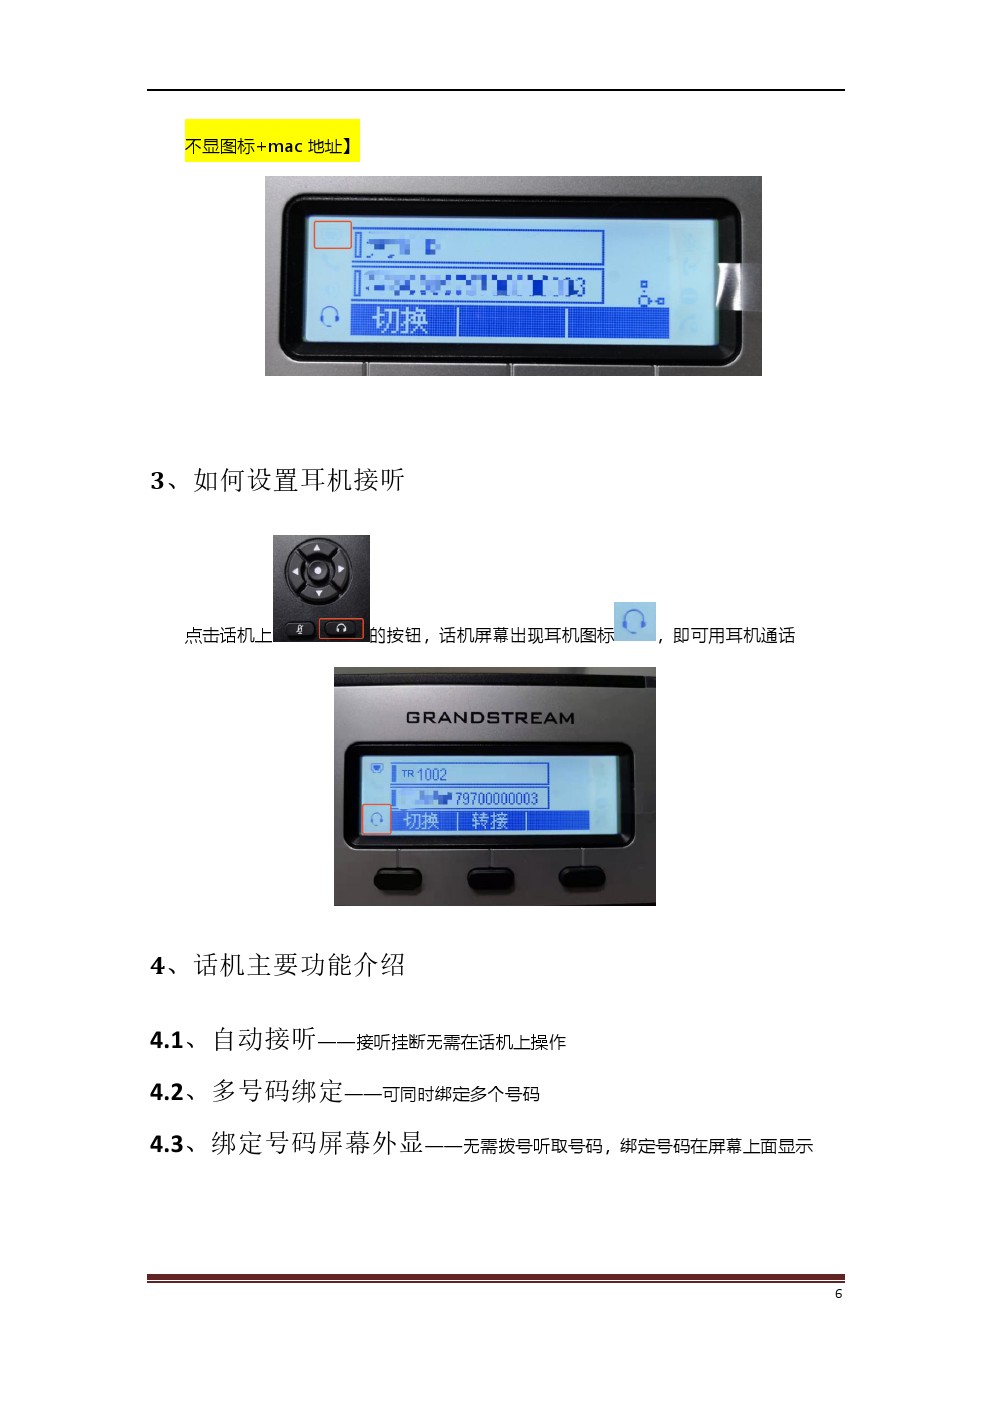 不显图标+mac 地址】
切换
3、如何设置耳机接听
点击话机上的按钮，话机屏幕出现耳机图标，即可用耳机通话
GRANDSTREAM
TR 1002
79700000003
切换 转接
4、话机主要功能介绍
4.1、自动接听——接听挂断无需在话机上操作
4.2、多号码绑定——可同时绑定多个号码
4.3、绑定号码屏幕外显——无需拨号听取号码，绑定号码在屏幕上面显示
6